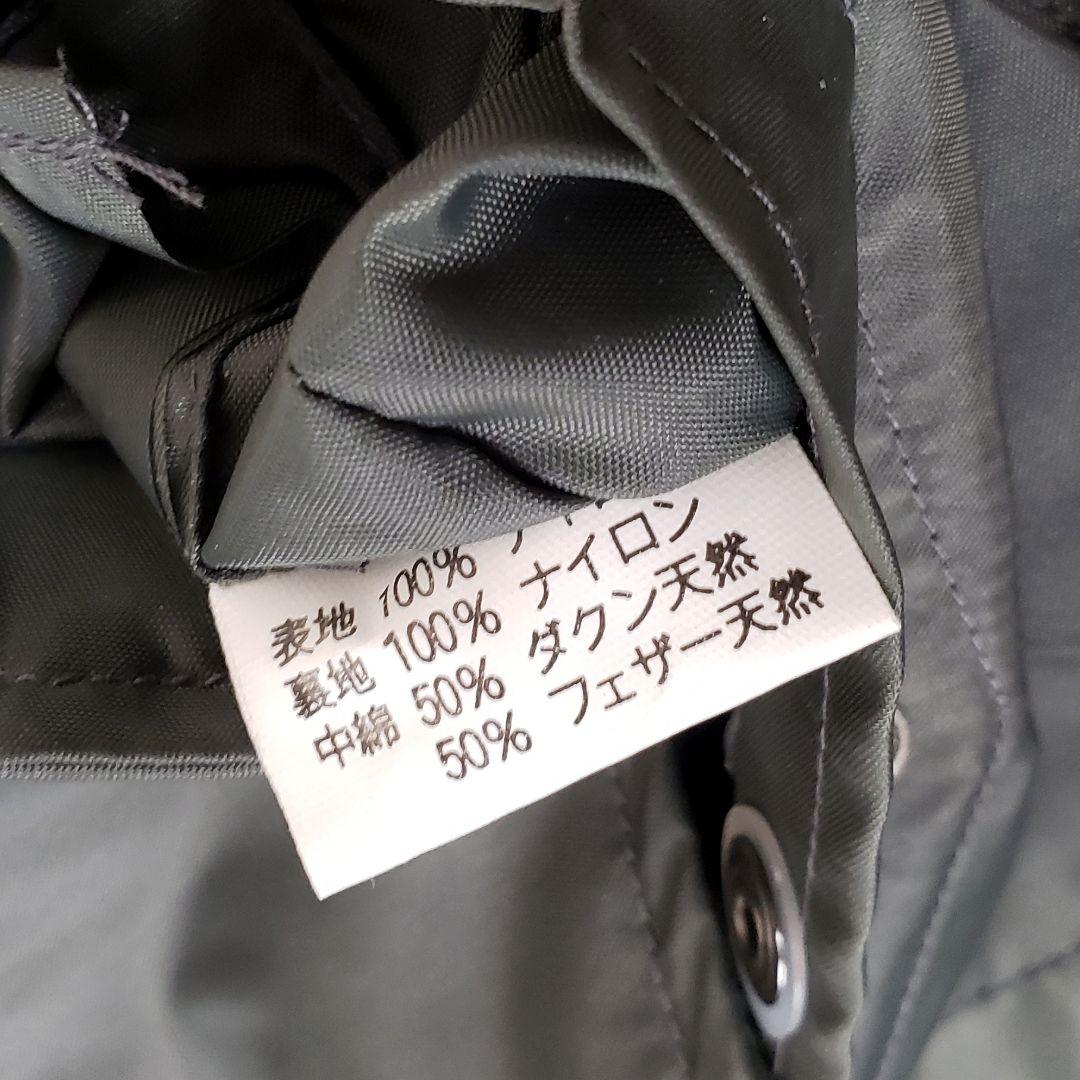 表地 100%
裏地 100% ナイロン
中綿 50% ダクン天然
50% フェザー天然